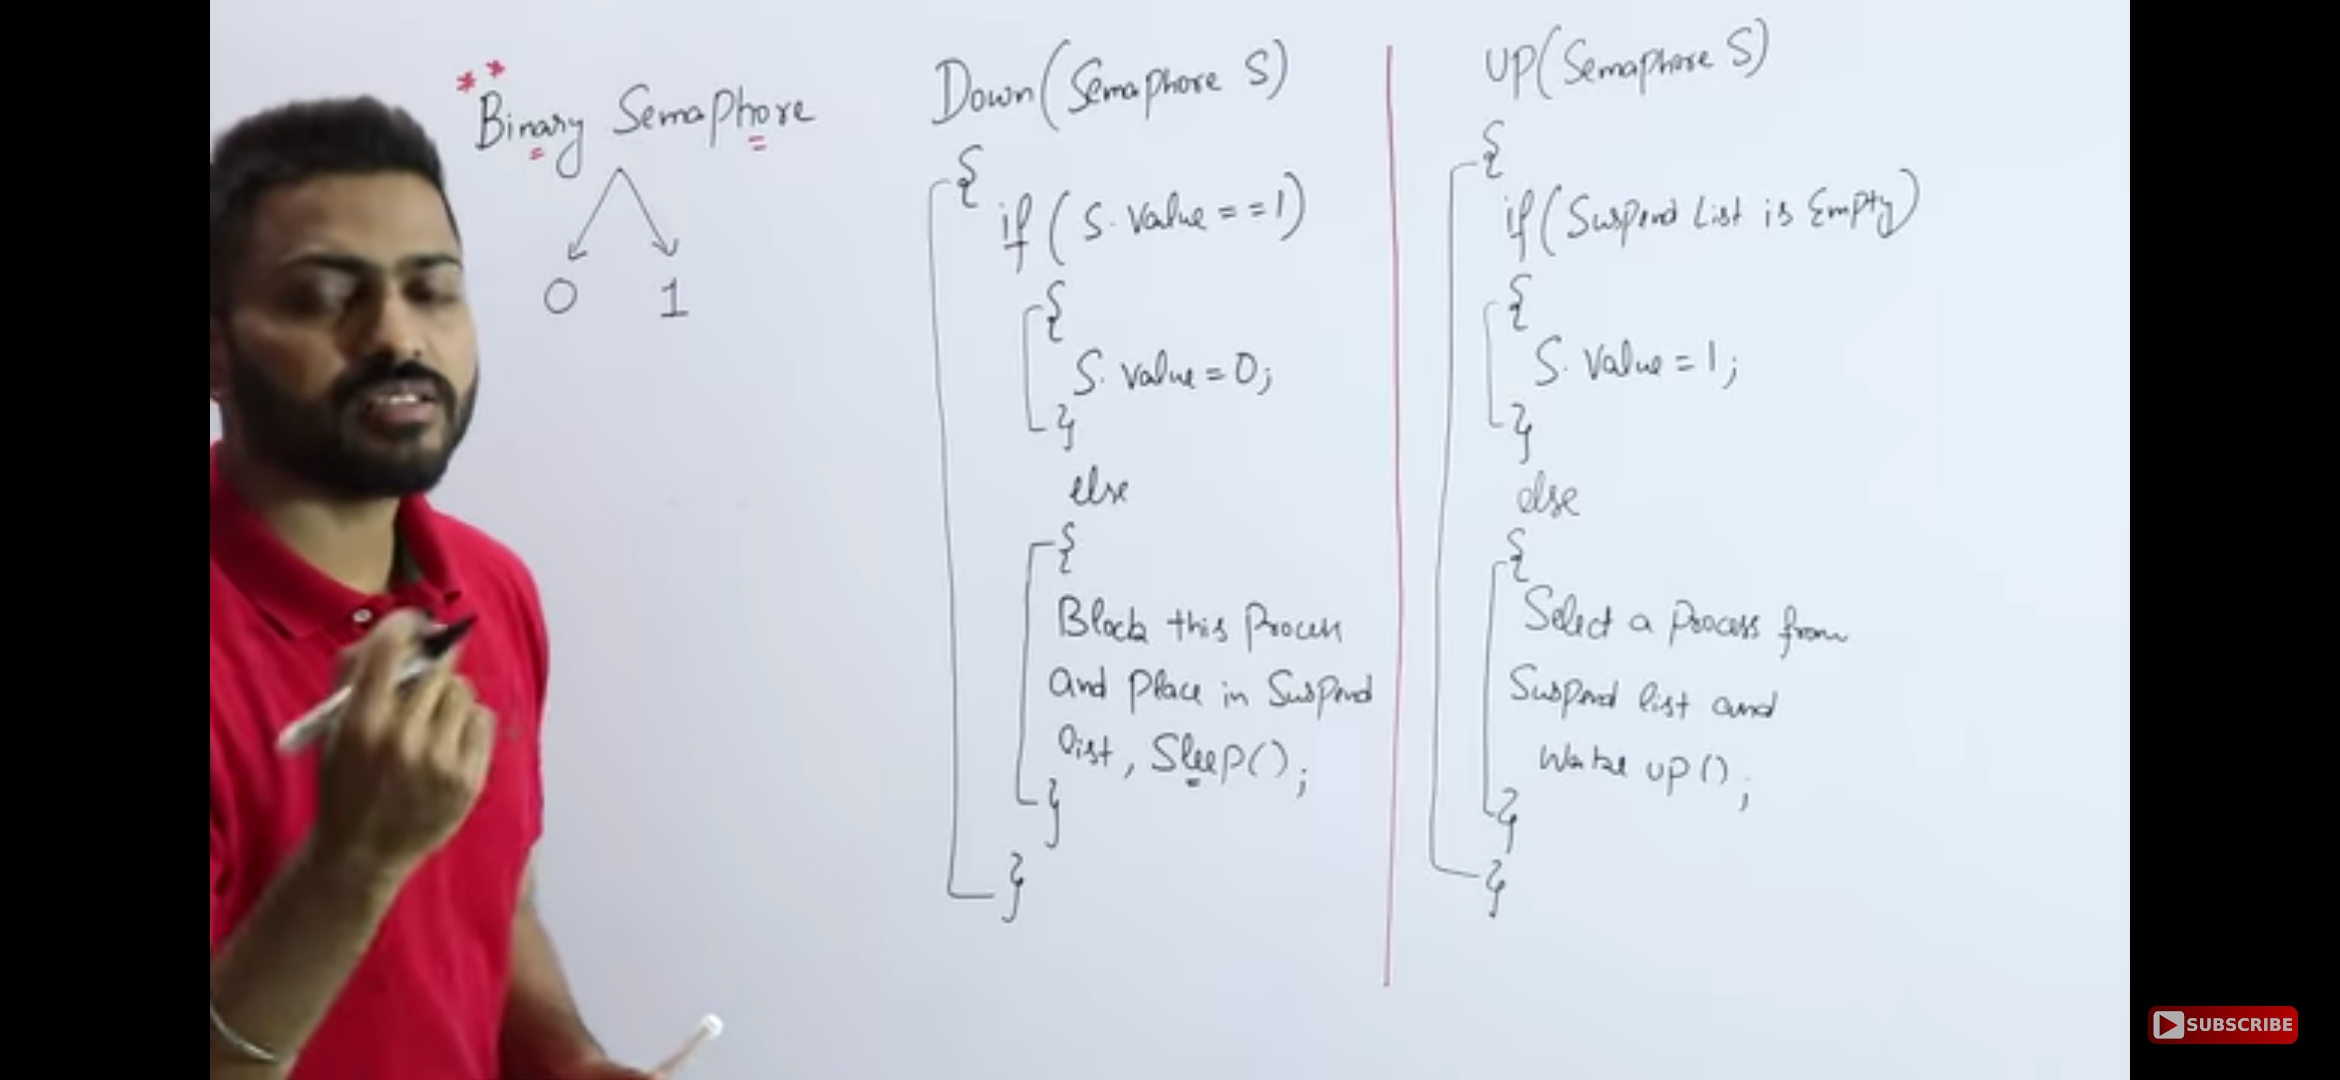 ** Binary Semaphore
0 1
Down(Semaphore S)
{
if (S.Value==1)
{
S.Value=0;
}
else
{
Block this Process
and Place in Suspend
list, Sleep();
}
}
UP(Semaphore S)
{
if(Suspend List is Empty)
{
S.Value=1;
}
else
{
Select a Process from
Suspend list and
Wake up();
}
}
SUBSCRIBE